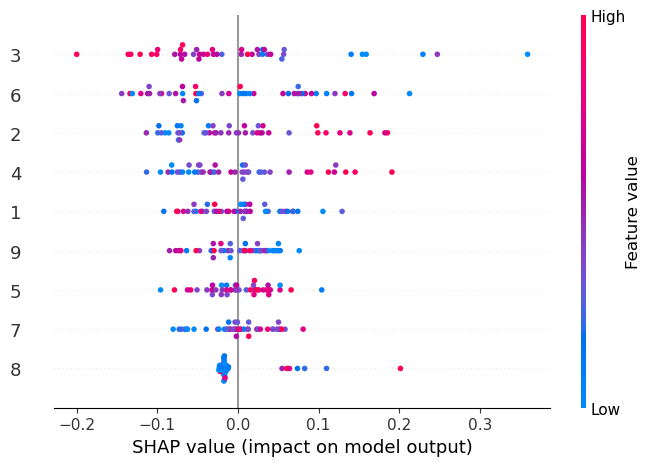 High
3
6
2
4
1
9
5
7
8
Feature value
Low
−0.2 −0.1 0.0 0.1 0.2 0.3
SHAP value (impact on model output)